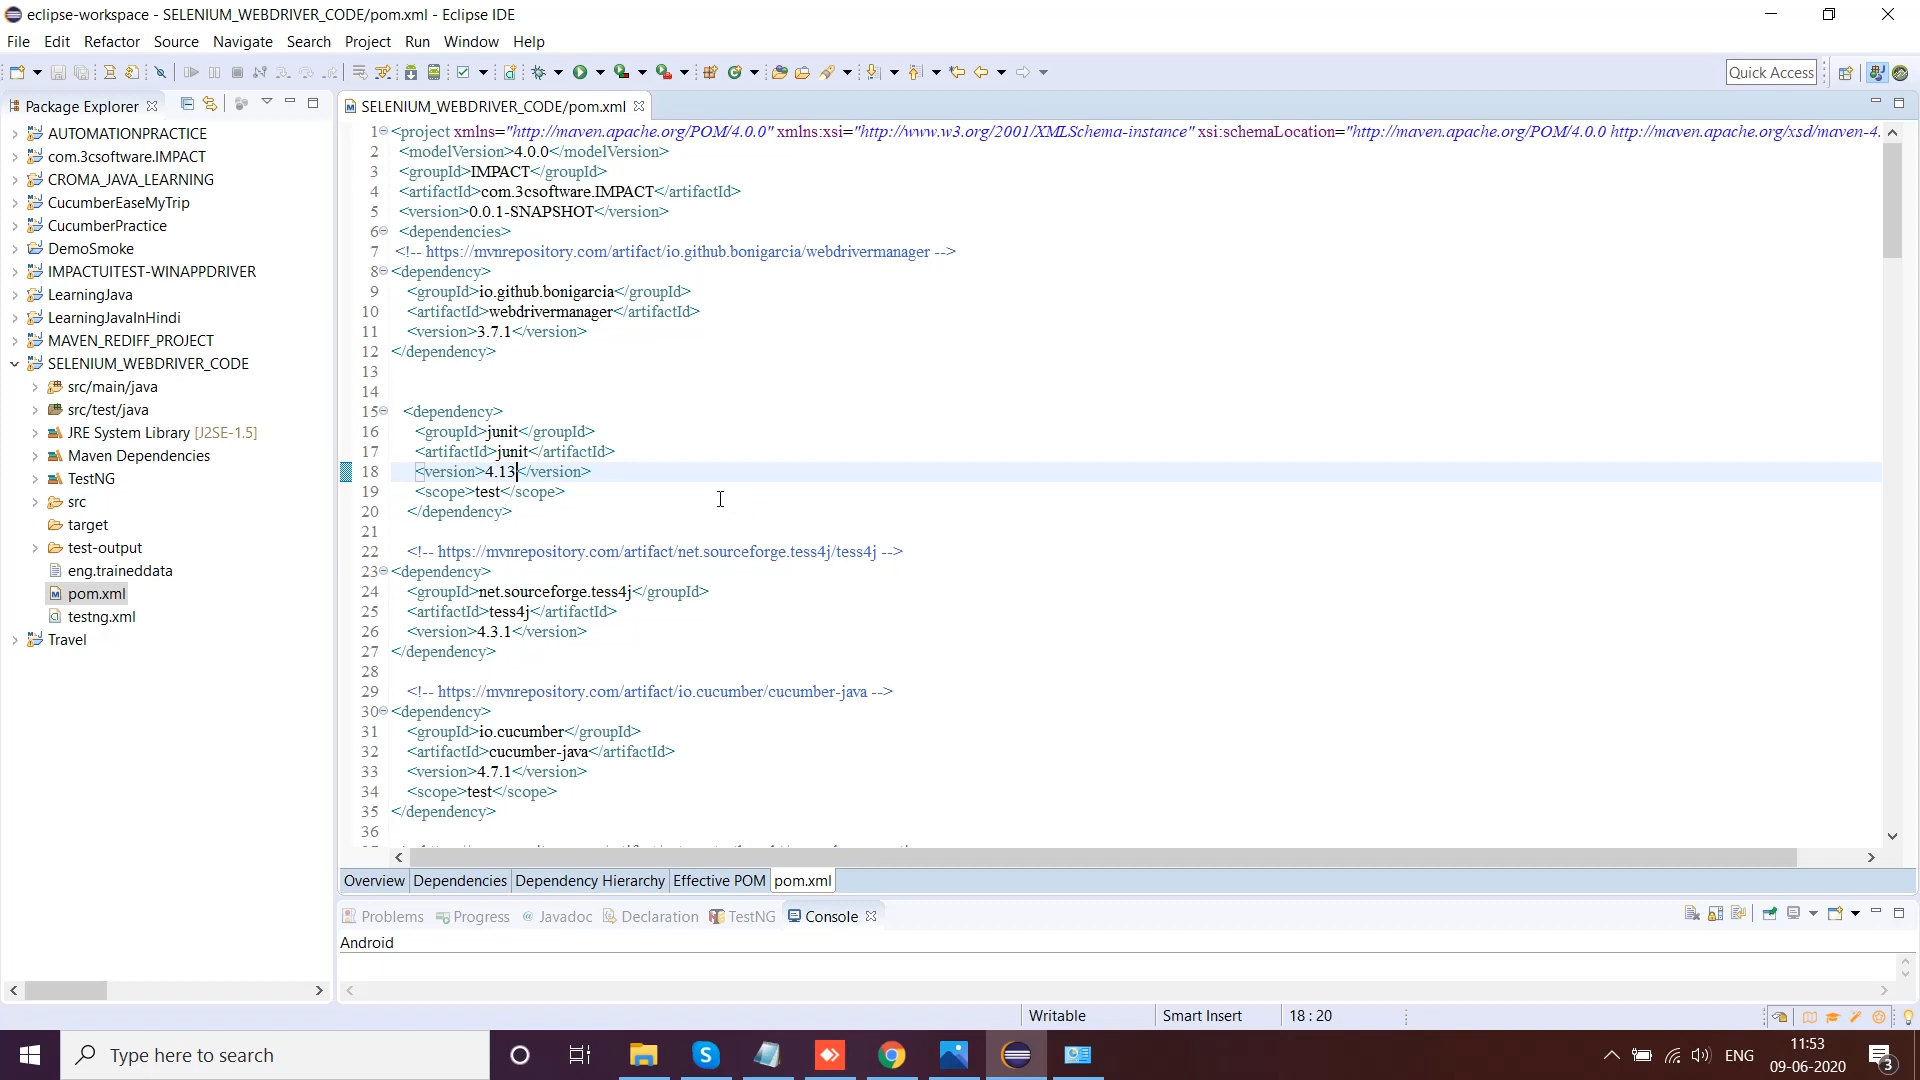 eclipse-workspace - SELENIUM_WEBDRIVER_CODE/pom.xml - Eclipse IDE
File Edit Refactor Source Navigate Search Project Run Window Help
Quick Access
Package Explorer
AUTOMATIONPRACTICE
com.3csoftware.IMPACT
CROMA_JAVA_LEARNING
CucumberEaseMyTrip
CucumberPractice
DemoSmoke
IMPACTUITEST-WINAPPDRIVER
LearningJava
LearningJavaInHindi
MAVEN_REDIFF_PROJECT
SELENIUM_WEBDRIVER_CODE
src/main/java
src/test/java
JRE System Library [J2SE-1.5]
Maven Dependencies
TestNG
src
target
test-output
eng.traineddata
pom.xml
testng.xml
Travel
SELENIUM_WEBDRIVER_CODE/pom.xml
1 <project xmlns="http://maven.apache.org/POM/4.0.0" xmlns:xsi="http://www.w3.org/2001/XMLSchema-instance" xsi:schemaLocation="http://maven.apache.org/POM/4.0.0 http://maven.apache.org/xsd/maven-4.
2 <modelVersion>4.0.0</modelVersion>
3 <groupId>IMPACT</groupId>
4 <artifactId>com.3csoftware.IMPACT</artifactId>
5 <version>0.0.1-SNAPSHOT</version>
6 <dependencies>
7 <!-- https://mvnrepository.com/artifact/io.github.bonigarcia/webdrivermanager -->
8 <dependency>
9 <groupId>io.github.bonigarcia</groupId>
10 <artifactId>webdrivermanager</artifactId>
11 <version>3.7.1</version>
12 </dependency>
13
14
15 <dependency>
16 <groupId>junit</groupId>
17 <artifactId>junit</artifactId>
18 <version>4.13</version>
19 <scope>test</scope>
20 </dependency>
21
22 <!-- https://mvnrepository.com/artifact/net.sourceforge.tess4j/tess4j -->
23 <dependency>
24 <groupId>net.sourceforge.tess4j</groupId>
25 <artifactId>tess4j</artifactId>
26 <version>4.3.1</version>
27 </dependency>
28
29 <!-- https://mvnrepository.com/artifact/io.cucumber/cucumber-java -->
30 <dependency>
31 <groupId>io.cucumber</groupId>
32 <artifactId>cucumber-java</artifactId>
33 <version>4.7.1</version>
34 <scope>test</scope>
35 </dependency>
36
Overview Dependencies Dependency Hierarchy Effective POM pom.xml
Problems Progress Javadoc Declaration TestNG Console
Android
Writable Smart Insert 18 : 20
Type here to search
ENG
11:53
09-06-2020
3